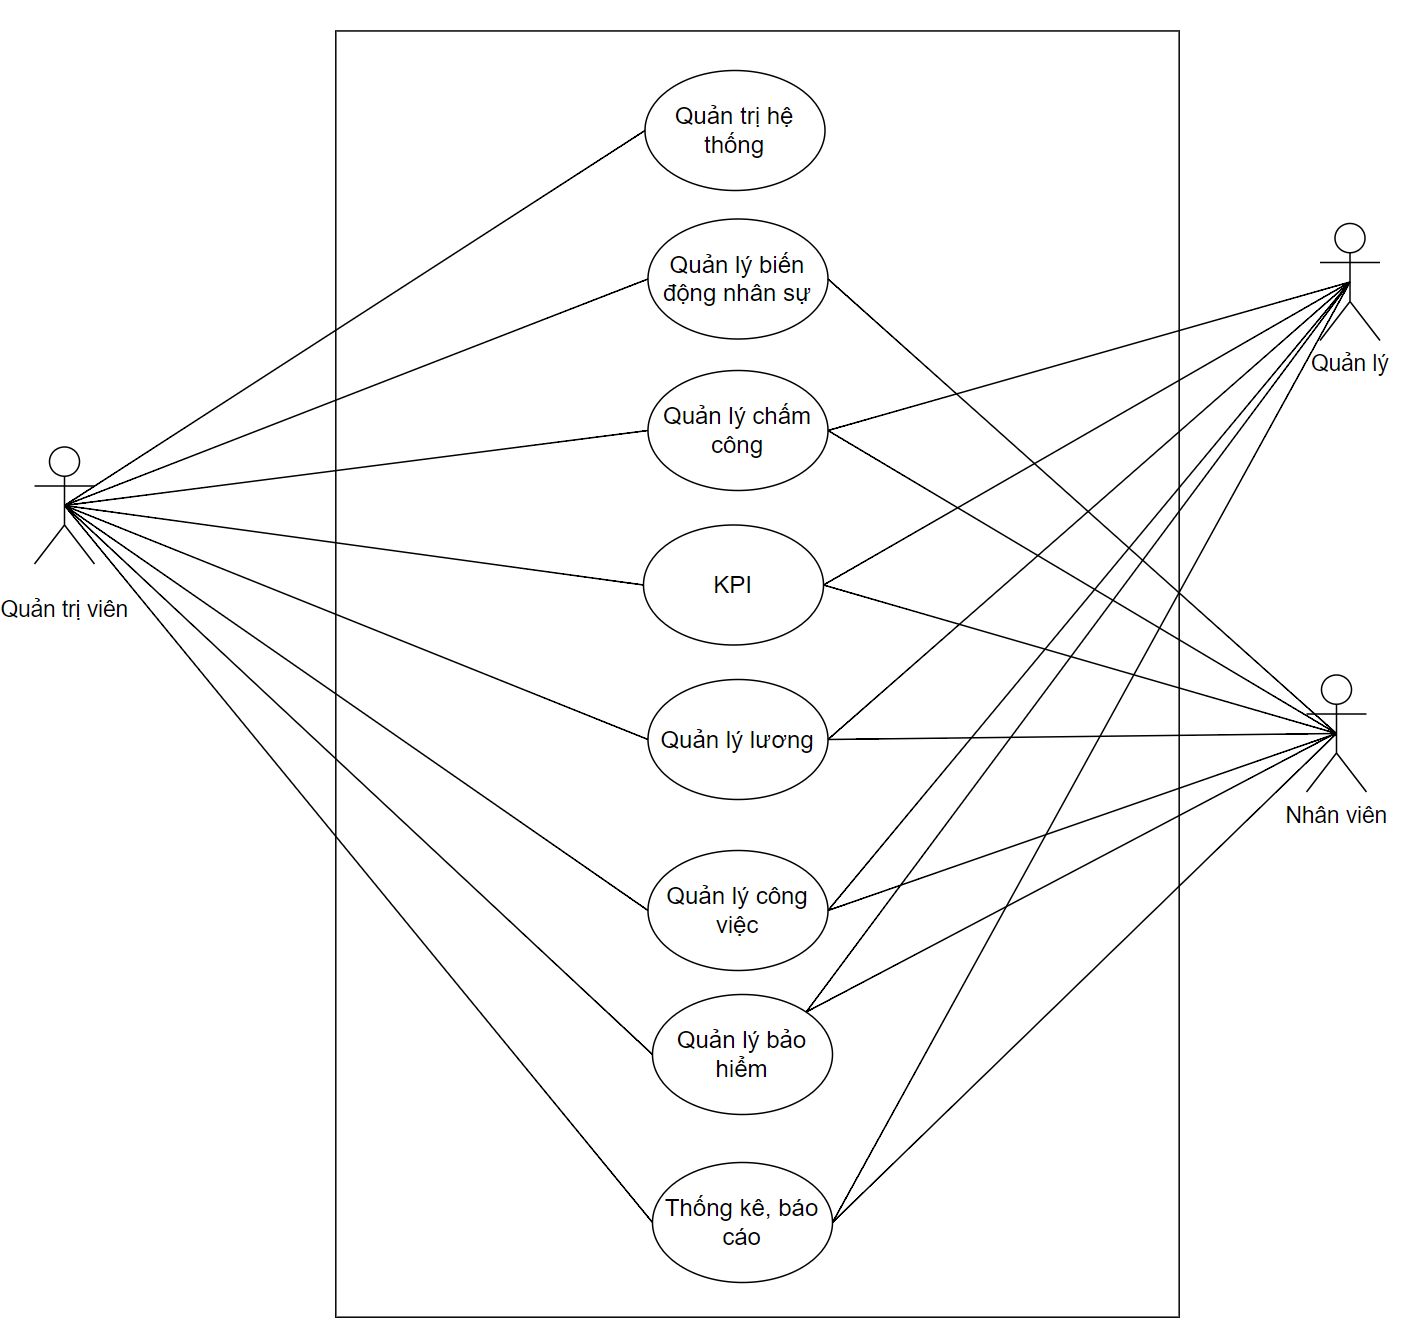 Quản trị hệ
thống
Quản lý biến
động nhân sự
Quản lý
Quản lý chấm
công
KPI
Quản trị viên
Quản lý lương
Nhân viên
Quản lý công
việc
Quản lý bảo
hiểm
Thống kê, báo
cáo